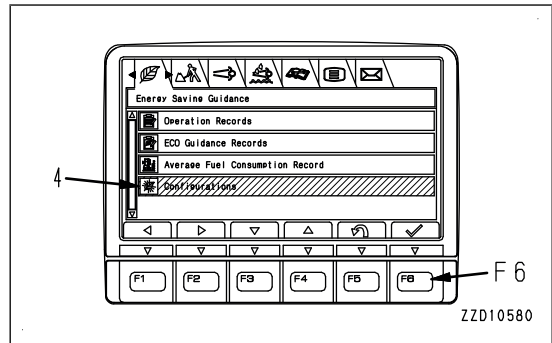 Energy Saving Guidance
Operation Records
ECO Guidance Records
Average Fuel Consumption Record
4
Configurations
F1 F2 F3 F4 F5 F6
F6
ZZD10580